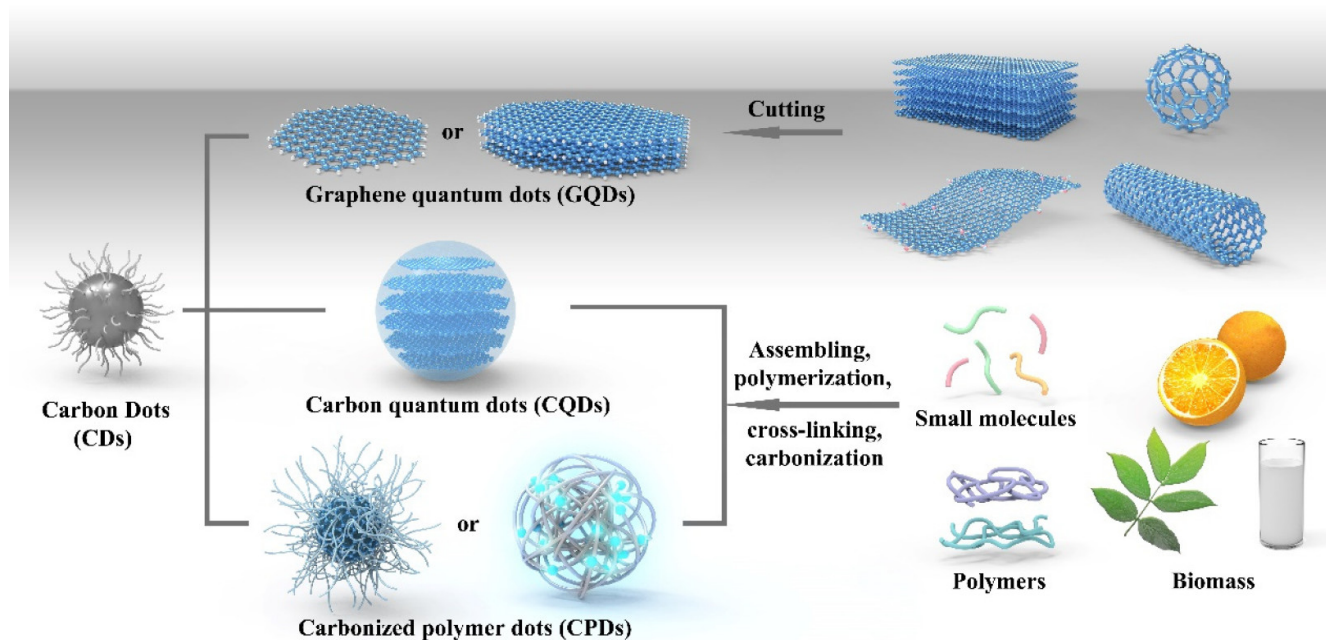 Cutting
or
Graphene quantum dots (GQDs)
Carbon Dots
(CDs)
Carbon quantum dots (CQDs)
Assembling,
polymerization,
cross-linking,
carbonization
Small molecules
or
Carbonized polymer dots (CPDs)
Polymers
Biomass